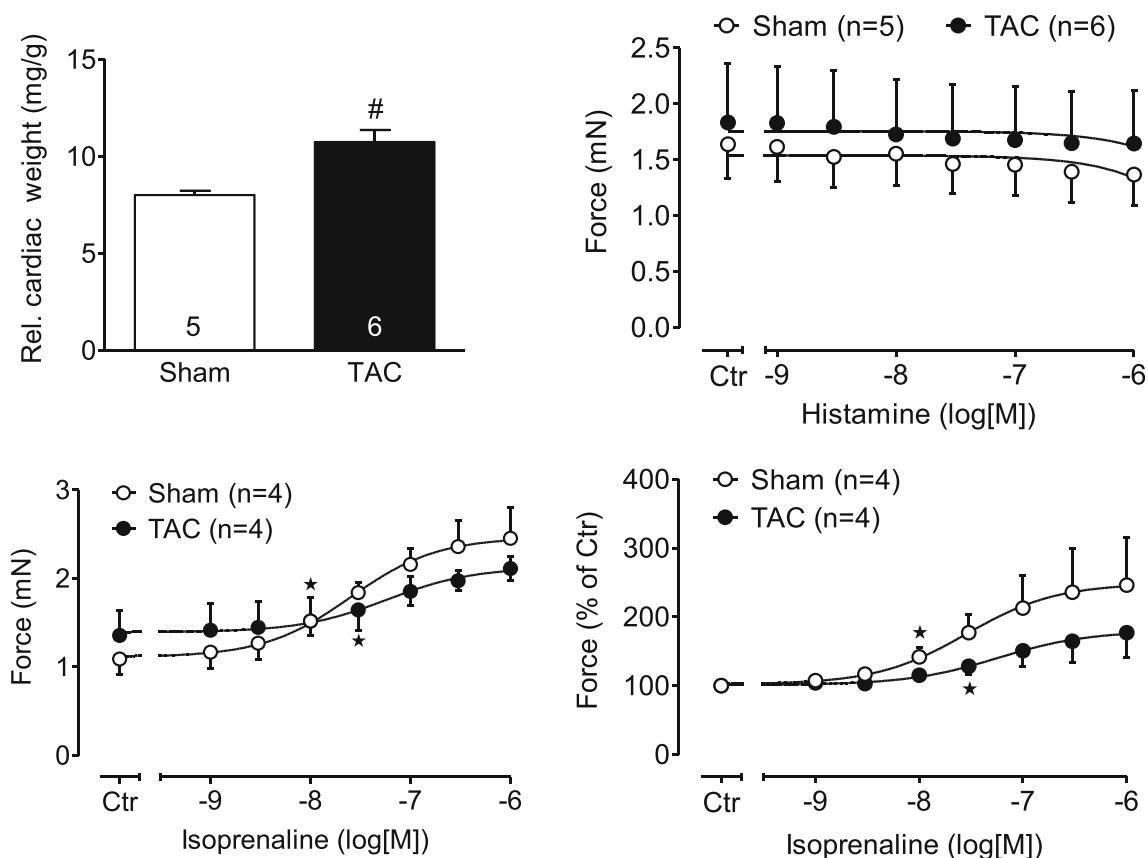 Rel. cardiac weight (mg/g)
15
10
5
0
5
#
6
Sham TAC
Sham (n=5) TAC (n=6)
Force (mN)
2.5
2.0
1.5
1.0
0.5
0.0
Ctr -9 -8 -7 -6
Histamine (log[M])
Sham (n=4)
TAC (n=4)
Force (mN)
3
2
1
0
★
★
Ctr -9 -8 -7 -6
Isoprenaline (log[M])
Sham (n=4)
TAC (n=4)
Force (% of Ctr)
400
300
200
100
0
★
★
Ctr -9 -8 -7 -6
Isoprenaline (log[M])